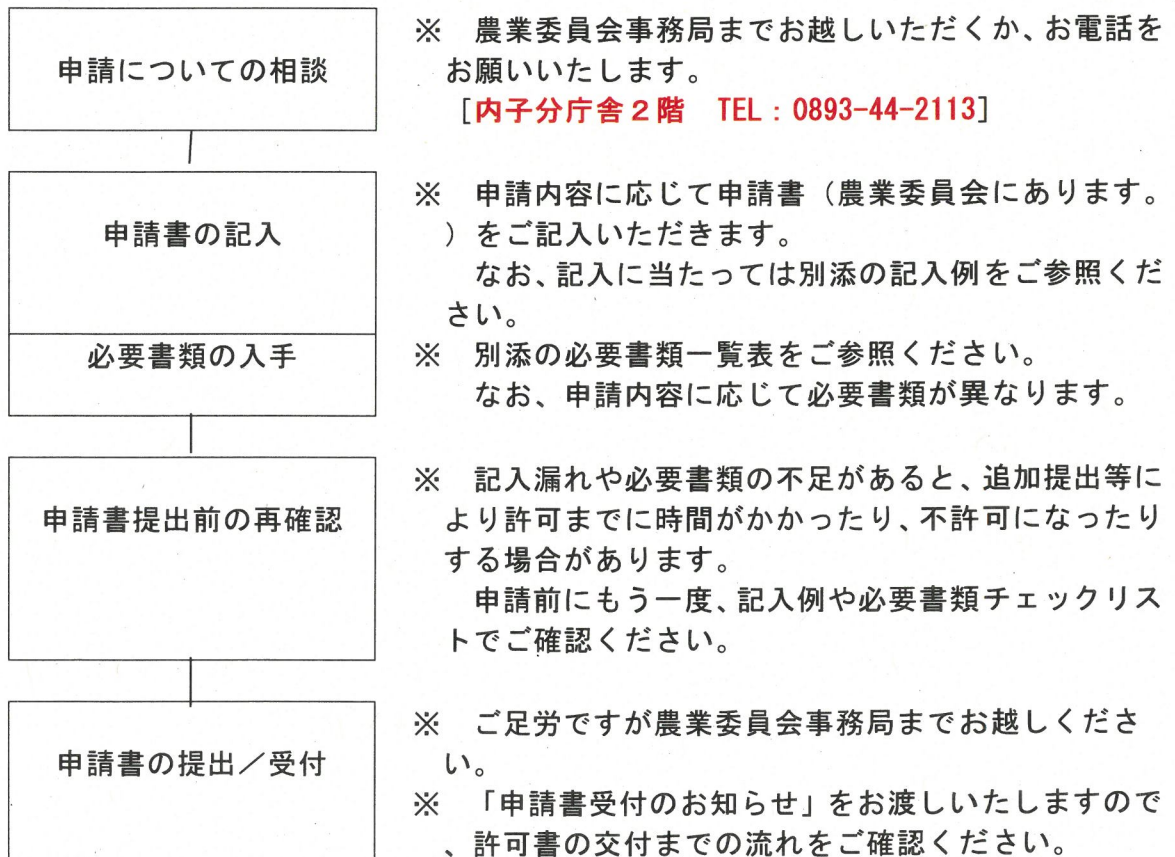 申請についての相談
※　農業委員会事務局までお越しいただくか、お電話を
お願いいたします。
［内子分庁舎２階　TEL：0893-44-2113］
申請書の記入
※　申請内容に応じて申請書（農業委員会にあります。
）をご記入いただきます。
なお、記入に当たっては別添の記入例をご参照くだ
さい。
必要書類の入手
※　別添の必要書類一覧表をご参照ください。
なお、申請内容に応じて必要書類が異なります。
申請書提出前の再確認
※　記入漏れや必要書類の不足があると、追加提出等に
より許可までに時間がかかったり、不許可になったり
する場合があります。
申請前にもう一度、記入例や必要書類チェックリス
トでご確認ください。
申請書の提出／受付
※　ご足労ですが農業委員会事務局までお越しくださ
い。
※　「申請書受付のお知らせ」をお渡しいたしますので
、許可書の交付までの流れをご確認ください。